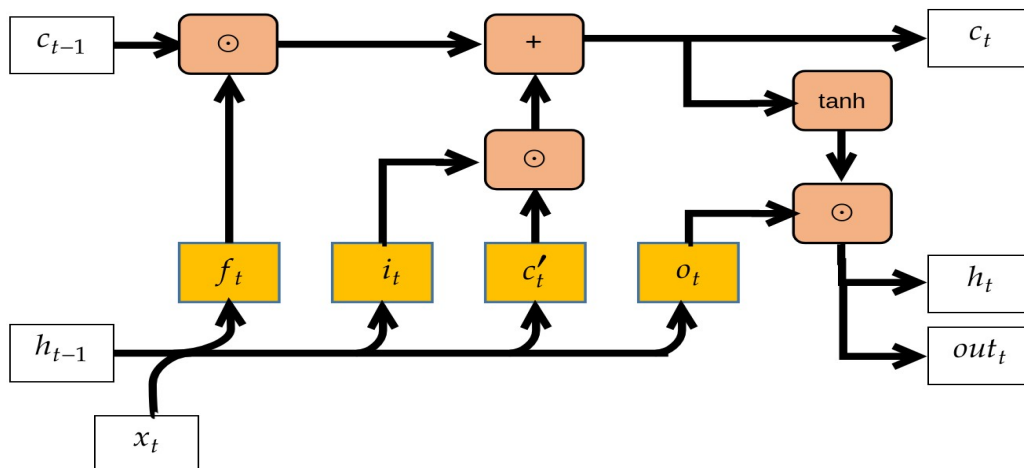 c_{t−1}
⊙
+
c_t
tanh
⊙
⊙
f_t
i_t
c′_t
o_t
h_t
h_{t−1}
out_t
x_t